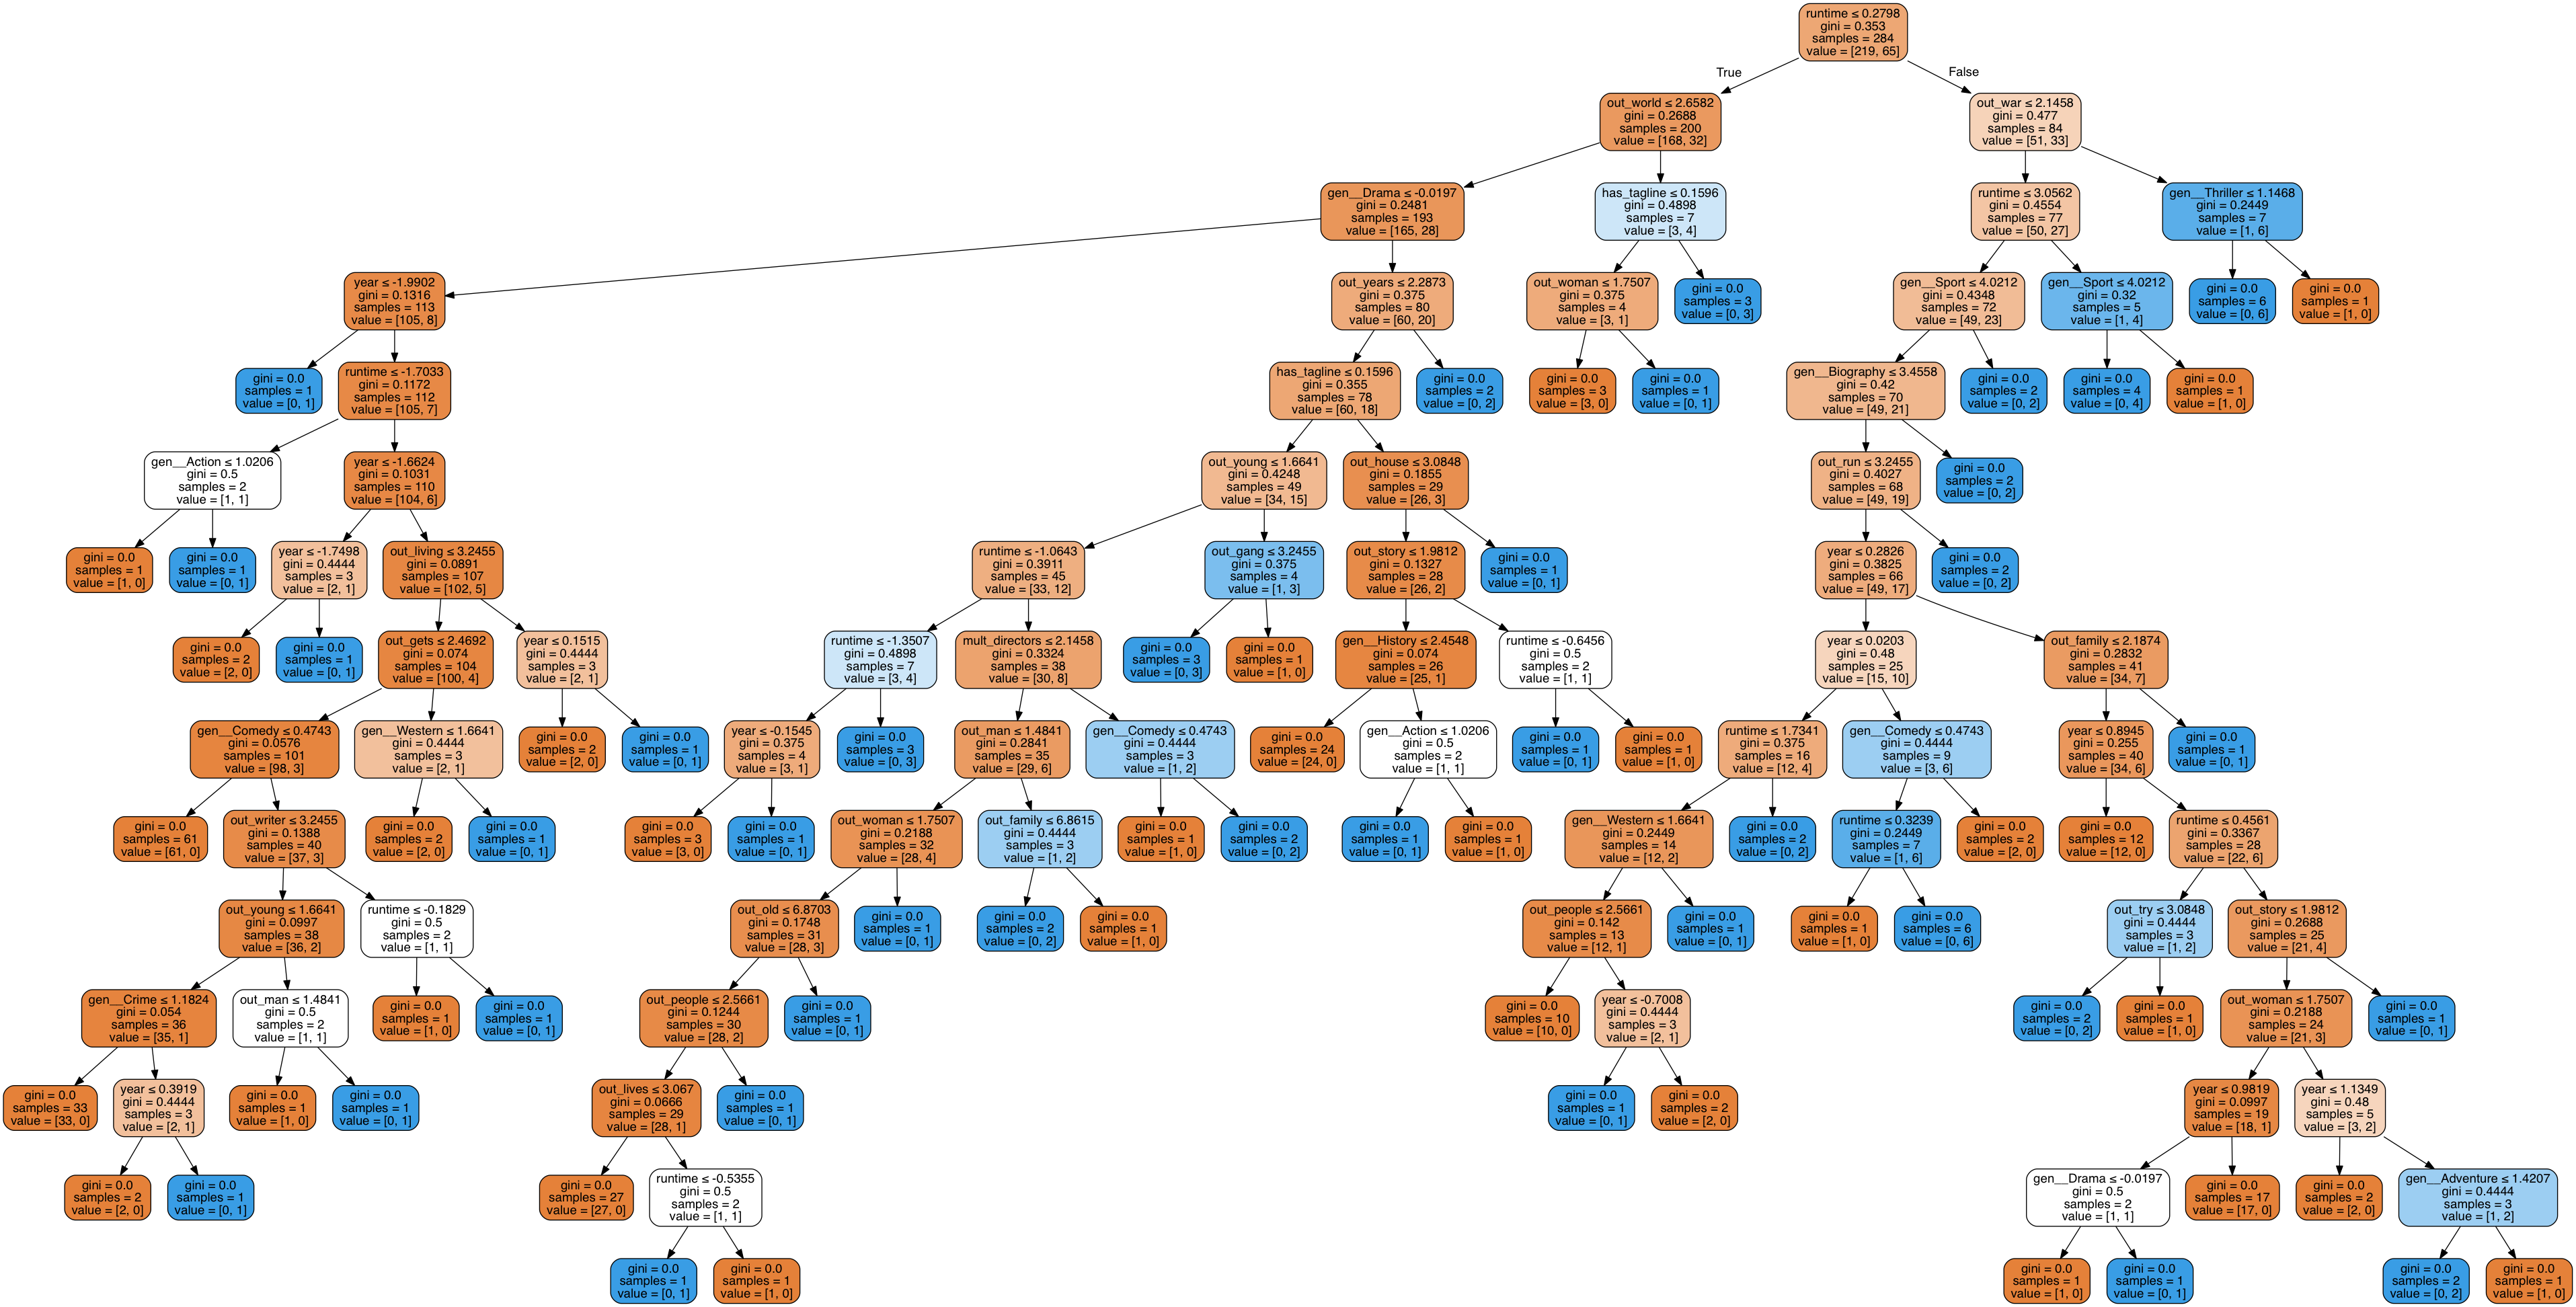 runtime ≤ 0.2798
gini = 0.353
samples = 284
value = [219, 65]
True
False
out_world ≤ 2.6582
gini = 0.2688
samples = 200
value = [168, 32]
out_war ≤ 2.1458
gini = 0.477
samples = 84
value = [51, 33]
gen__Drama ≤ -0.0197
gini = 0.2481
samples = 193
value = [165, 28]
has_tagline ≤ 0.1596
gini = 0.4898
samples = 7
value = [3, 4]
runtime ≤ 3.0562
gini = 0.4554
samples = 77
value = [50, 27]
gen__Thriller ≤ 1.1468
gini = 0.2449
samples = 7
value = [1, 6]
year ≤ -1.9902
gini = 0.1316
samples = 113
value = [105, 8]
out_years ≤ 2.2873
gini = 0.375
samples = 80
value = [60, 20]
out_woman ≤ 1.7507
gini = 0.375
samples = 4
value = [3, 1]
gini = 0.0
samples = 3
value = [0, 3]
gen__Sport ≤ 4.0212
gini = 0.4348
samples = 72
value = [49, 23]
gen__Sport ≤ 4.0212
gini = 0.32
samples = 5
value = [1, 4]
gini = 0.0
samples = 6
value = [0, 6]
gini = 0.0
samples = 1
value = [1, 0]
gini = 0.0
samples = 1
value = [0, 1]
runtime ≤ -1.7033
gini = 0.1172
samples = 112
value = [105, 7]
has_tagline ≤ 0.1596
gini = 0.355
samples = 78
value = [60, 18]
gini = 0.0
samples = 2
value = [0, 2]
gini = 0.0
samples = 3
value = [3, 0]
gini = 0.0
samples = 1
value = [0, 1]
gen__Biography ≤ 3.4558
gini = 0.42
samples = 70
value = [49, 21]
gini = 0.0
samples = 2
value = [0, 2]
gini = 0.0
samples = 4
value = [0, 4]
gini = 0.0
samples = 1
value = [1, 0]
gen__Action ≤ 1.0206
gini = 0.5
samples = 2
value = [1, 1]
year ≤ -1.6624
gini = 0.1031
samples = 110
value = [104, 6]
out_young ≤ 1.6641
gini = 0.4248
samples = 49
value = [34, 15]
out_house ≤ 3.0848
gini = 0.1855
samples = 29
value = [26, 3]
out_run ≤ 3.2455
gini = 0.4027
samples = 68
value = [49, 19]
gini = 0.0
samples = 2
value = [0, 2]
gini = 0.0
samples = 1
value = [1, 0]
gini = 0.0
samples = 1
value = [0, 1]
year ≤ -1.7498
gini = 0.4444
samples = 3
value = [2, 1]
out_living ≤ 3.2455
gini = 0.0891
samples = 107
value = [102, 5]
runtime ≤ -1.0643
gini = 0.3911
samples = 45
value = [33, 12]
out_gang ≤ 3.2455
gini = 0.375
samples = 4
value = [1, 3]
out_story ≤ 1.9812
gini = 0.1327
samples = 28
value = [26, 2]
gini = 0.0
samples = 1
value = [0, 1]
year ≤ 0.2826
gini = 0.3825
samples = 66
value = [49, 17]
gini = 0.0
samples = 2
value = [0, 2]
gini = 0.0
samples = 2
value = [2, 0]
gini = 0.0
samples = 1
value = [0, 1]
out_gets ≤ 2.4692
gini = 0.074
samples = 104
value = [100, 4]
year ≤ 0.1515
gini = 0.4444
samples = 3
value = [2, 1]
runtime ≤ -1.3507
gini = 0.4898
samples = 7
value = [3, 4]
mult_directors ≤ 2.1458
gini = 0.3324
samples = 38
value = [30, 8]
gini = 0.0
samples = 3
value = [0, 3]
gini = 0.0
samples = 1
value = [1, 0]
gen__History ≤ 2.4548
gini = 0.074
samples = 26
value = [25, 1]
runtime ≤ -0.6456
gini = 0.5
samples = 2
value = [1, 1]
year ≤ 0.0203
gini = 0.48
samples = 25
value = [15, 10]
out_family ≤ 2.1874
gini = 0.2832
samples = 41
value = [34, 7]
gen__Comedy ≤ 0.4743
gini = 0.0576
samples = 101
value = [98, 3]
gen__Western ≤ 1.6641
gini = 0.4444
samples = 3
value = [2, 1]
gini = 0.0
samples = 2
value = [2, 0]
gini = 0.0
samples = 1
value = [0, 1]
year ≤ -0.1545
gini = 0.375
samples = 4
value = [3, 1]
gini = 0.0
samples = 3
value = [0, 3]
out_man ≤ 1.4841
gini = 0.2841
samples = 35
value = [29, 6]
gen__Comedy ≤ 0.4743
gini = 0.4444
samples = 3
value = [1, 2]
gini = 0.0
samples = 24
value = [24, 0]
gen__Action ≤ 1.0206
gini = 0.5
samples = 2
value = [1, 1]
gini = 0.0
samples = 1
value = [0, 1]
gini = 0.0
samples = 1
value = [1, 0]
runtime ≤ 1.7341
gini = 0.375
samples = 16
value = [12, 4]
gen__Comedy ≤ 0.4743
gini = 0.4444
samples = 9
value = [3, 6]
year ≤ 0.8945
gini = 0.255
samples = 40
value = [34, 6]
gini = 0.0
samples = 1
value = [0, 1]
gini = 0.0
samples = 61
value = [61, 0]
out_writer ≤ 3.2455
gini = 0.1388
samples = 40
value = [37, 3]
gini = 0.0
samples = 2
value = [2, 0]
gini = 0.0
samples = 1
value = [0, 1]
gini = 0.0
samples = 3
value = [3, 0]
gini = 0.0
samples = 1
value = [0, 1]
out_woman ≤ 1.7507
gini = 0.2188
samples = 32
value = [28, 4]
out_family ≤ 6.8615
gini = 0.4444
samples = 3
value = [1, 2]
gini = 0.0
samples = 1
value = [1, 0]
gini = 0.0
samples = 2
value = [0, 2]
gini = 0.0
samples = 1
value = [0, 1]
gini = 0.0
samples = 1
value = [1, 0]
gen__Western ≤ 1.6641
gini = 0.2449
samples = 14
value = [12, 2]
gini = 0.0
samples = 2
value = [0, 2]
runtime ≤ 0.3239
gini = 0.2449
samples = 7
value = [1, 6]
gini = 0.0
samples = 2
value = [2, 0]
gini = 0.0
samples = 12
value = [12, 0]
runtime ≤ 0.4561
gini = 0.3367
samples = 28
value = [22, 6]
out_young ≤ 1.6641
gini = 0.0997
samples = 38
value = [36, 2]
runtime ≤ -0.1829
gini = 0.5
samples = 2
value = [1, 1]
out_old ≤ 6.8703
gini = 0.1748
samples = 31
value = [28, 3]
gini = 0.0
samples = 1
value = [0, 1]
gini = 0.0
samples = 2
value = [0, 2]
gini = 0.0
samples = 1
value = [1, 0]
out_people ≤ 2.5661
gini = 0.142
samples = 13
value = [12, 1]
gini = 0.0
samples = 1
value = [0, 1]
gini = 0.0
samples = 1
value = [1, 0]
gini = 0.0
samples = 6
value = [0, 6]
out_try ≤ 3.0848
gini = 0.4444
samples = 3
value = [1, 2]
out_story ≤ 1.9812
gini = 0.2688
samples = 25
value = [21, 4]
gen__Crime ≤ 1.1824
gini = 0.054
samples = 36
value = [35, 1]
out_man ≤ 1.4841
gini = 0.5
samples = 2
value = [1, 1]
gini = 0.0
samples = 1
value = [1, 0]
gini = 0.0
samples = 1
value = [0, 1]
out_people ≤ 2.5661
gini = 0.1244
samples = 30
value = [28, 2]
gini = 0.0
samples = 1
value = [0, 1]
gini = 0.0
samples = 10
value = [10, 0]
year ≤ -0.7008
gini = 0.4444
samples = 3
value = [2, 1]
gini = 0.0
samples = 2
value = [0, 2]
gini = 0.0
samples = 1
value = [1, 0]
out_woman ≤ 1.7507
gini = 0.2188
samples = 24
value = [21, 3]
gini = 0.0
samples = 1
value = [0, 1]
gini = 0.0
samples = 33
value = [33, 0]
year ≤ 0.3919
gini = 0.4444
samples = 3
value = [2, 1]
gini = 0.0
samples = 1
value = [1, 0]
gini = 0.0
samples = 1
value = [0, 1]
out_lives ≤ 3.067
gini = 0.0666
samples = 29
value = [28, 1]
gini = 0.0
samples = 1
value = [0, 1]
gini = 0.0
samples = 1
value = [0, 1]
gini = 0.0
samples = 2
value = [2, 0]
year ≤ 0.9819
gini = 0.0997
samples = 19
value = [18, 1]
year ≤ 1.1349
gini = 0.48
samples = 5
value = [3, 2]
gini = 0.0
samples = 2
value = [2, 0]
gini = 0.0
samples = 1
value = [0, 1]
gini = 0.0
samples = 27
value = [27, 0]
runtime ≤ -0.5355
gini = 0.5
samples = 2
value = [1, 1]
gen__Drama ≤ -0.0197
gini = 0.5
samples = 2
value = [1, 1]
gini = 0.0
samples = 17
value = [17, 0]
gini = 0.0
samples = 2
value = [2, 0]
gen__Adventure ≤ 1.4207
gini = 0.4444
samples = 3
value = [1, 2]
gini = 0.0
samples = 1
value = [0, 1]
gini = 0.0
samples = 1
value = [1, 0]
gini = 0.0
samples = 1
value = [1, 0]
gini = 0.0
samples = 1
value = [0, 1]
gini = 0.0
samples = 2
value = [0, 2]
gini = 0.0
samples = 1
value = [1, 0]